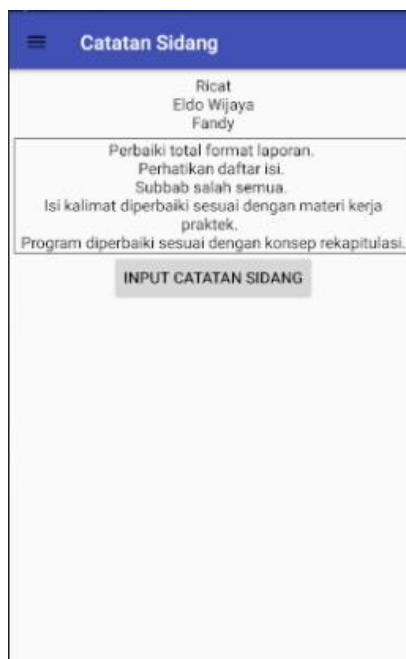 Catatan Sidang
Ricat
Eldo Wijaya
Fandy
Perbaiki total format laporan.
Perhatikan daftar isi.
Subbab salah semua.
Isi kalimat diperbaiki sesuai dengan materi kerja
praktek.
Program diperbaiki sesuai dengan konsep rekapitulasi.
INPUT CATATAN SIDANG